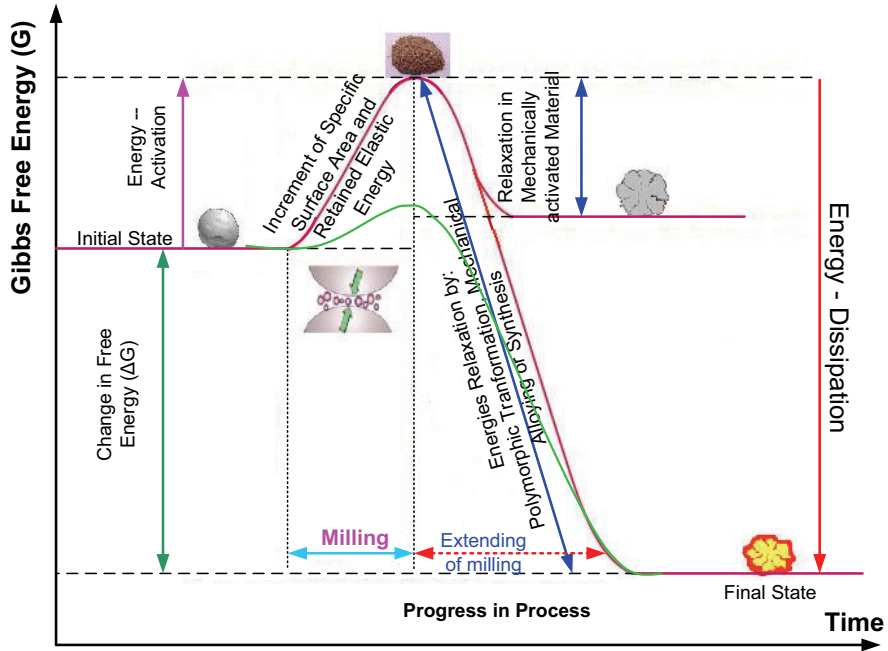 Gibbs Free Energy (G)
Energy --
Activation
Initial State
Increment of Specific
Surface Area and
Retained Elastic
Energy
Relaxation in
Mechanically
activated Material
Energy - Dissipation
Change in Free
Energy (ΔG)
Energies Relaxation by:
Polymorphic Tranformation, Mechanical
Alloying or Synthesis
Milling
Extending
of milling
Final State
Progress in Process
Time